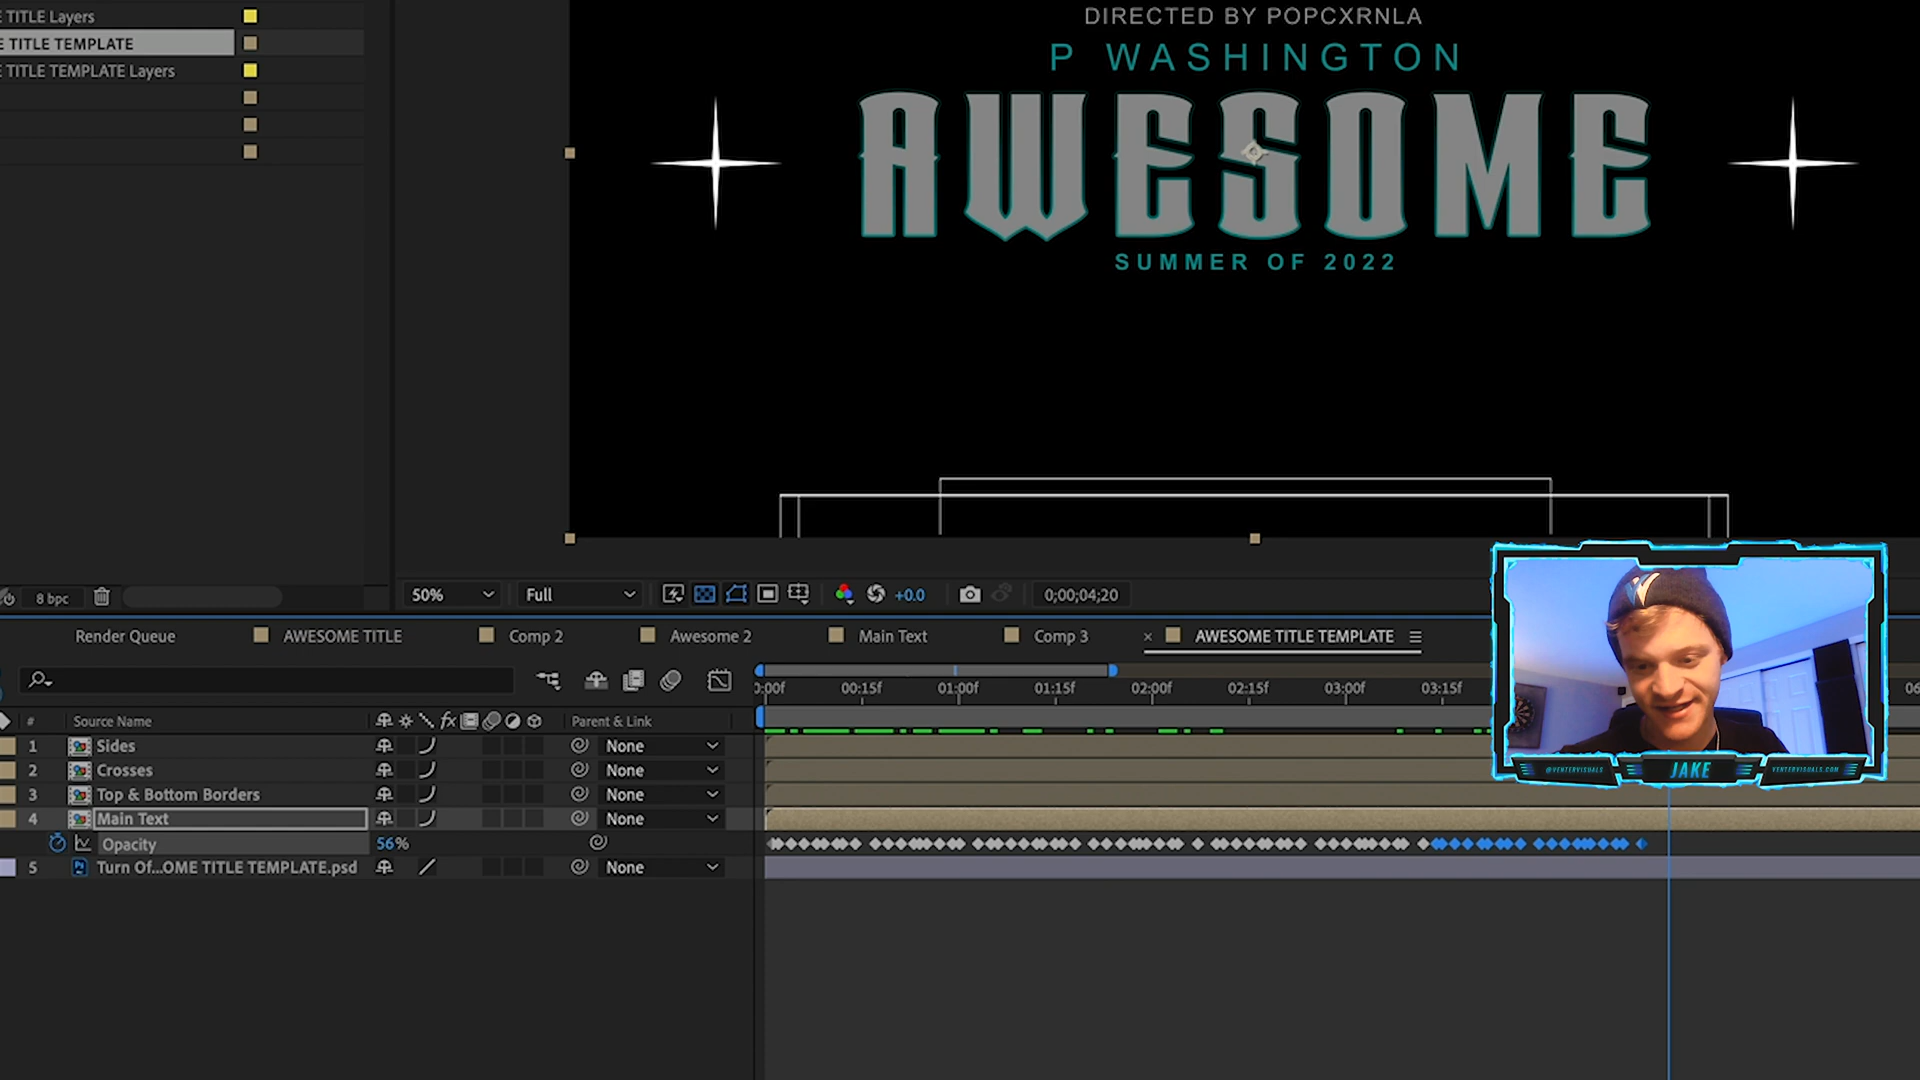 E TITLE Layers
E TITLE TEMPLATE
E TITLE TEMPLATE Layers
DIRECTED BY POPCXRNLA
P WASHINGTON
AWESOME
SUMMER OF 2022
8 bpc
50%
Full
+0.0
0;00;04;20
Render Queue
AWESOME TITLE
Comp 2
Awesome 2
Main Text
Comp 3
× AWESOME TITLE TEMPLATE
0:00f 00:15f 01:00f 01:15f 02:00f 02:15f 03:00f 03:15f 06
# Source Name fx Parent & Link
1 Sides None
2 Crosses None
3 Top & Bottom Borders None
4 Main Text None
Opacity 56%
5 Turn Of...OME TITLE TEMPLATE.psd None
@VENTERVISUALS JAKE VENTERVISUALS.COM